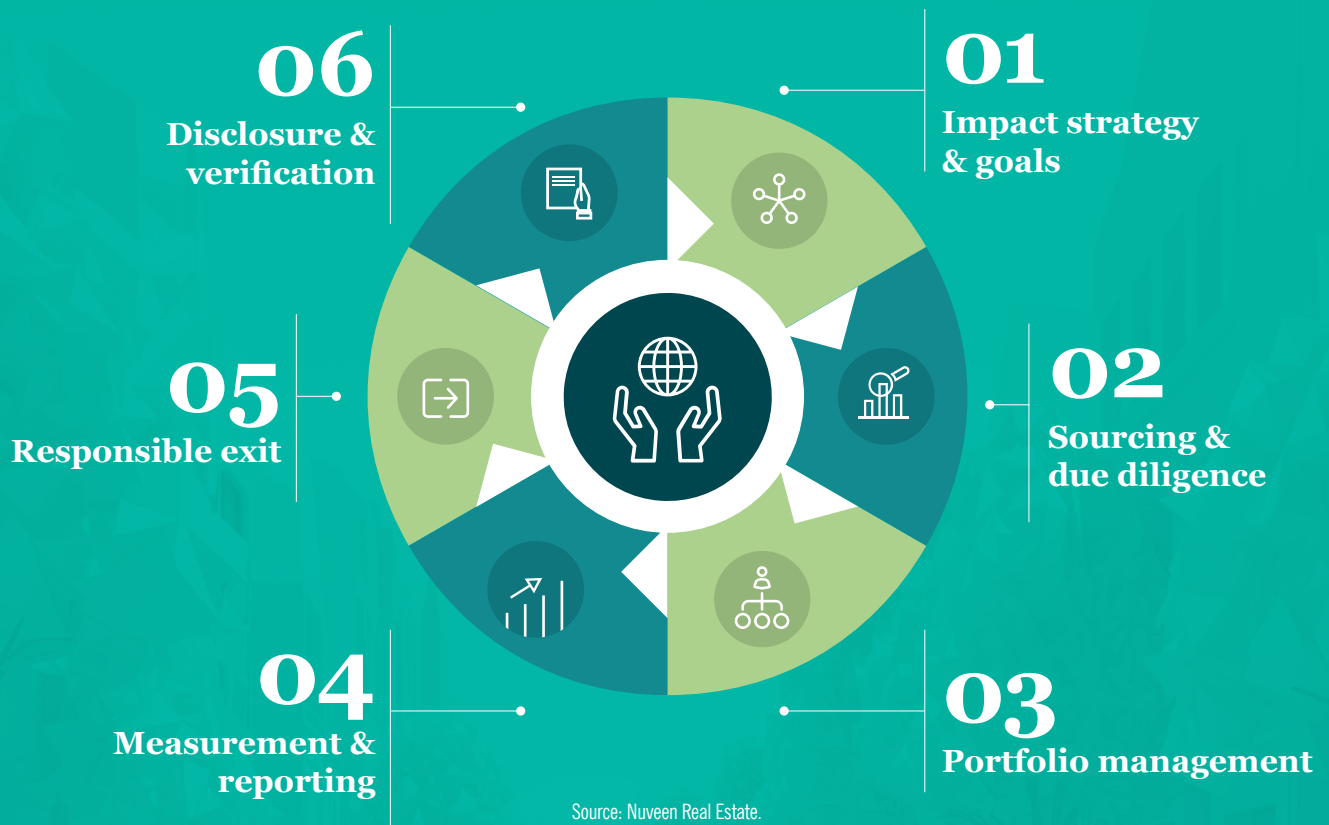 01
Impact strategy
& goals
02
Sourcing &
due diligence
03
Portfolio management
04
Measurement &
reporting
05
Responsible exit
06
Disclosure &
verification
Source: Nuveen Real Estate.